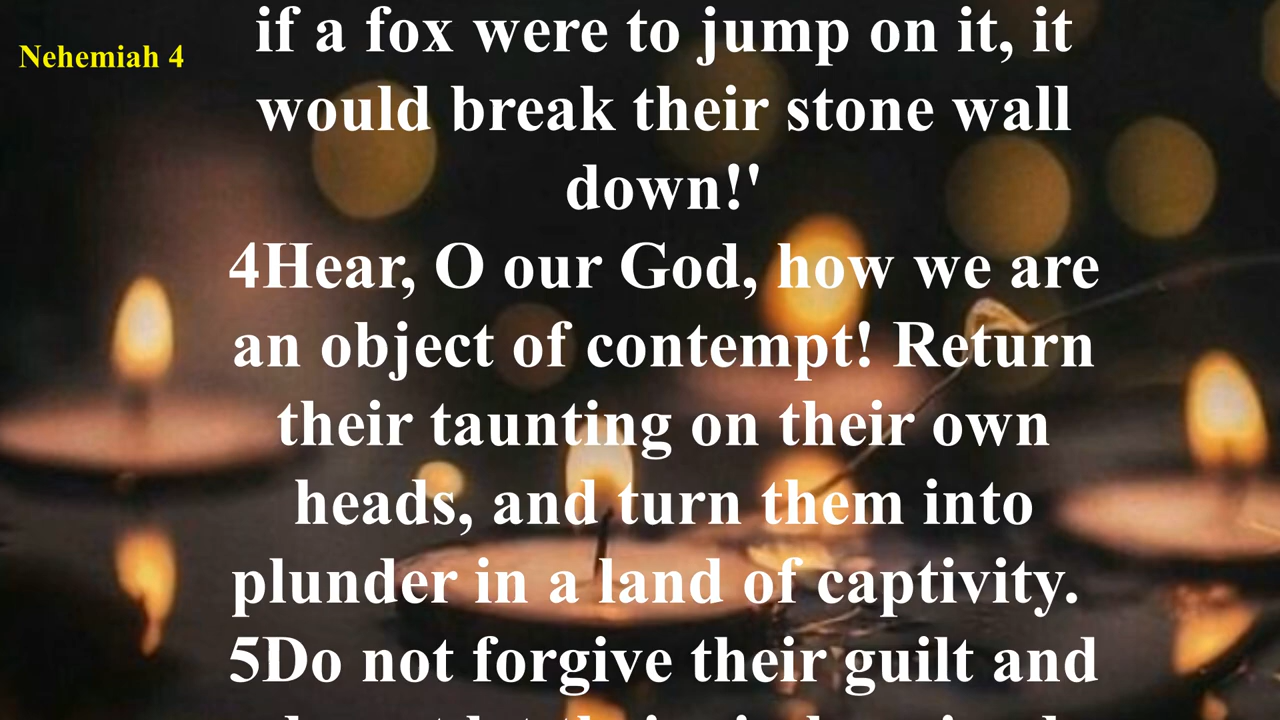 Nehemiah 4
if a fox were to jump on it, it
would break their stone wall
down!'
4Hear, O our God, how we are
an object of contempt! Return
their taunting on their own
heads, and turn them into
plunder in a land of captivity.
5Do not forgive their guilt and